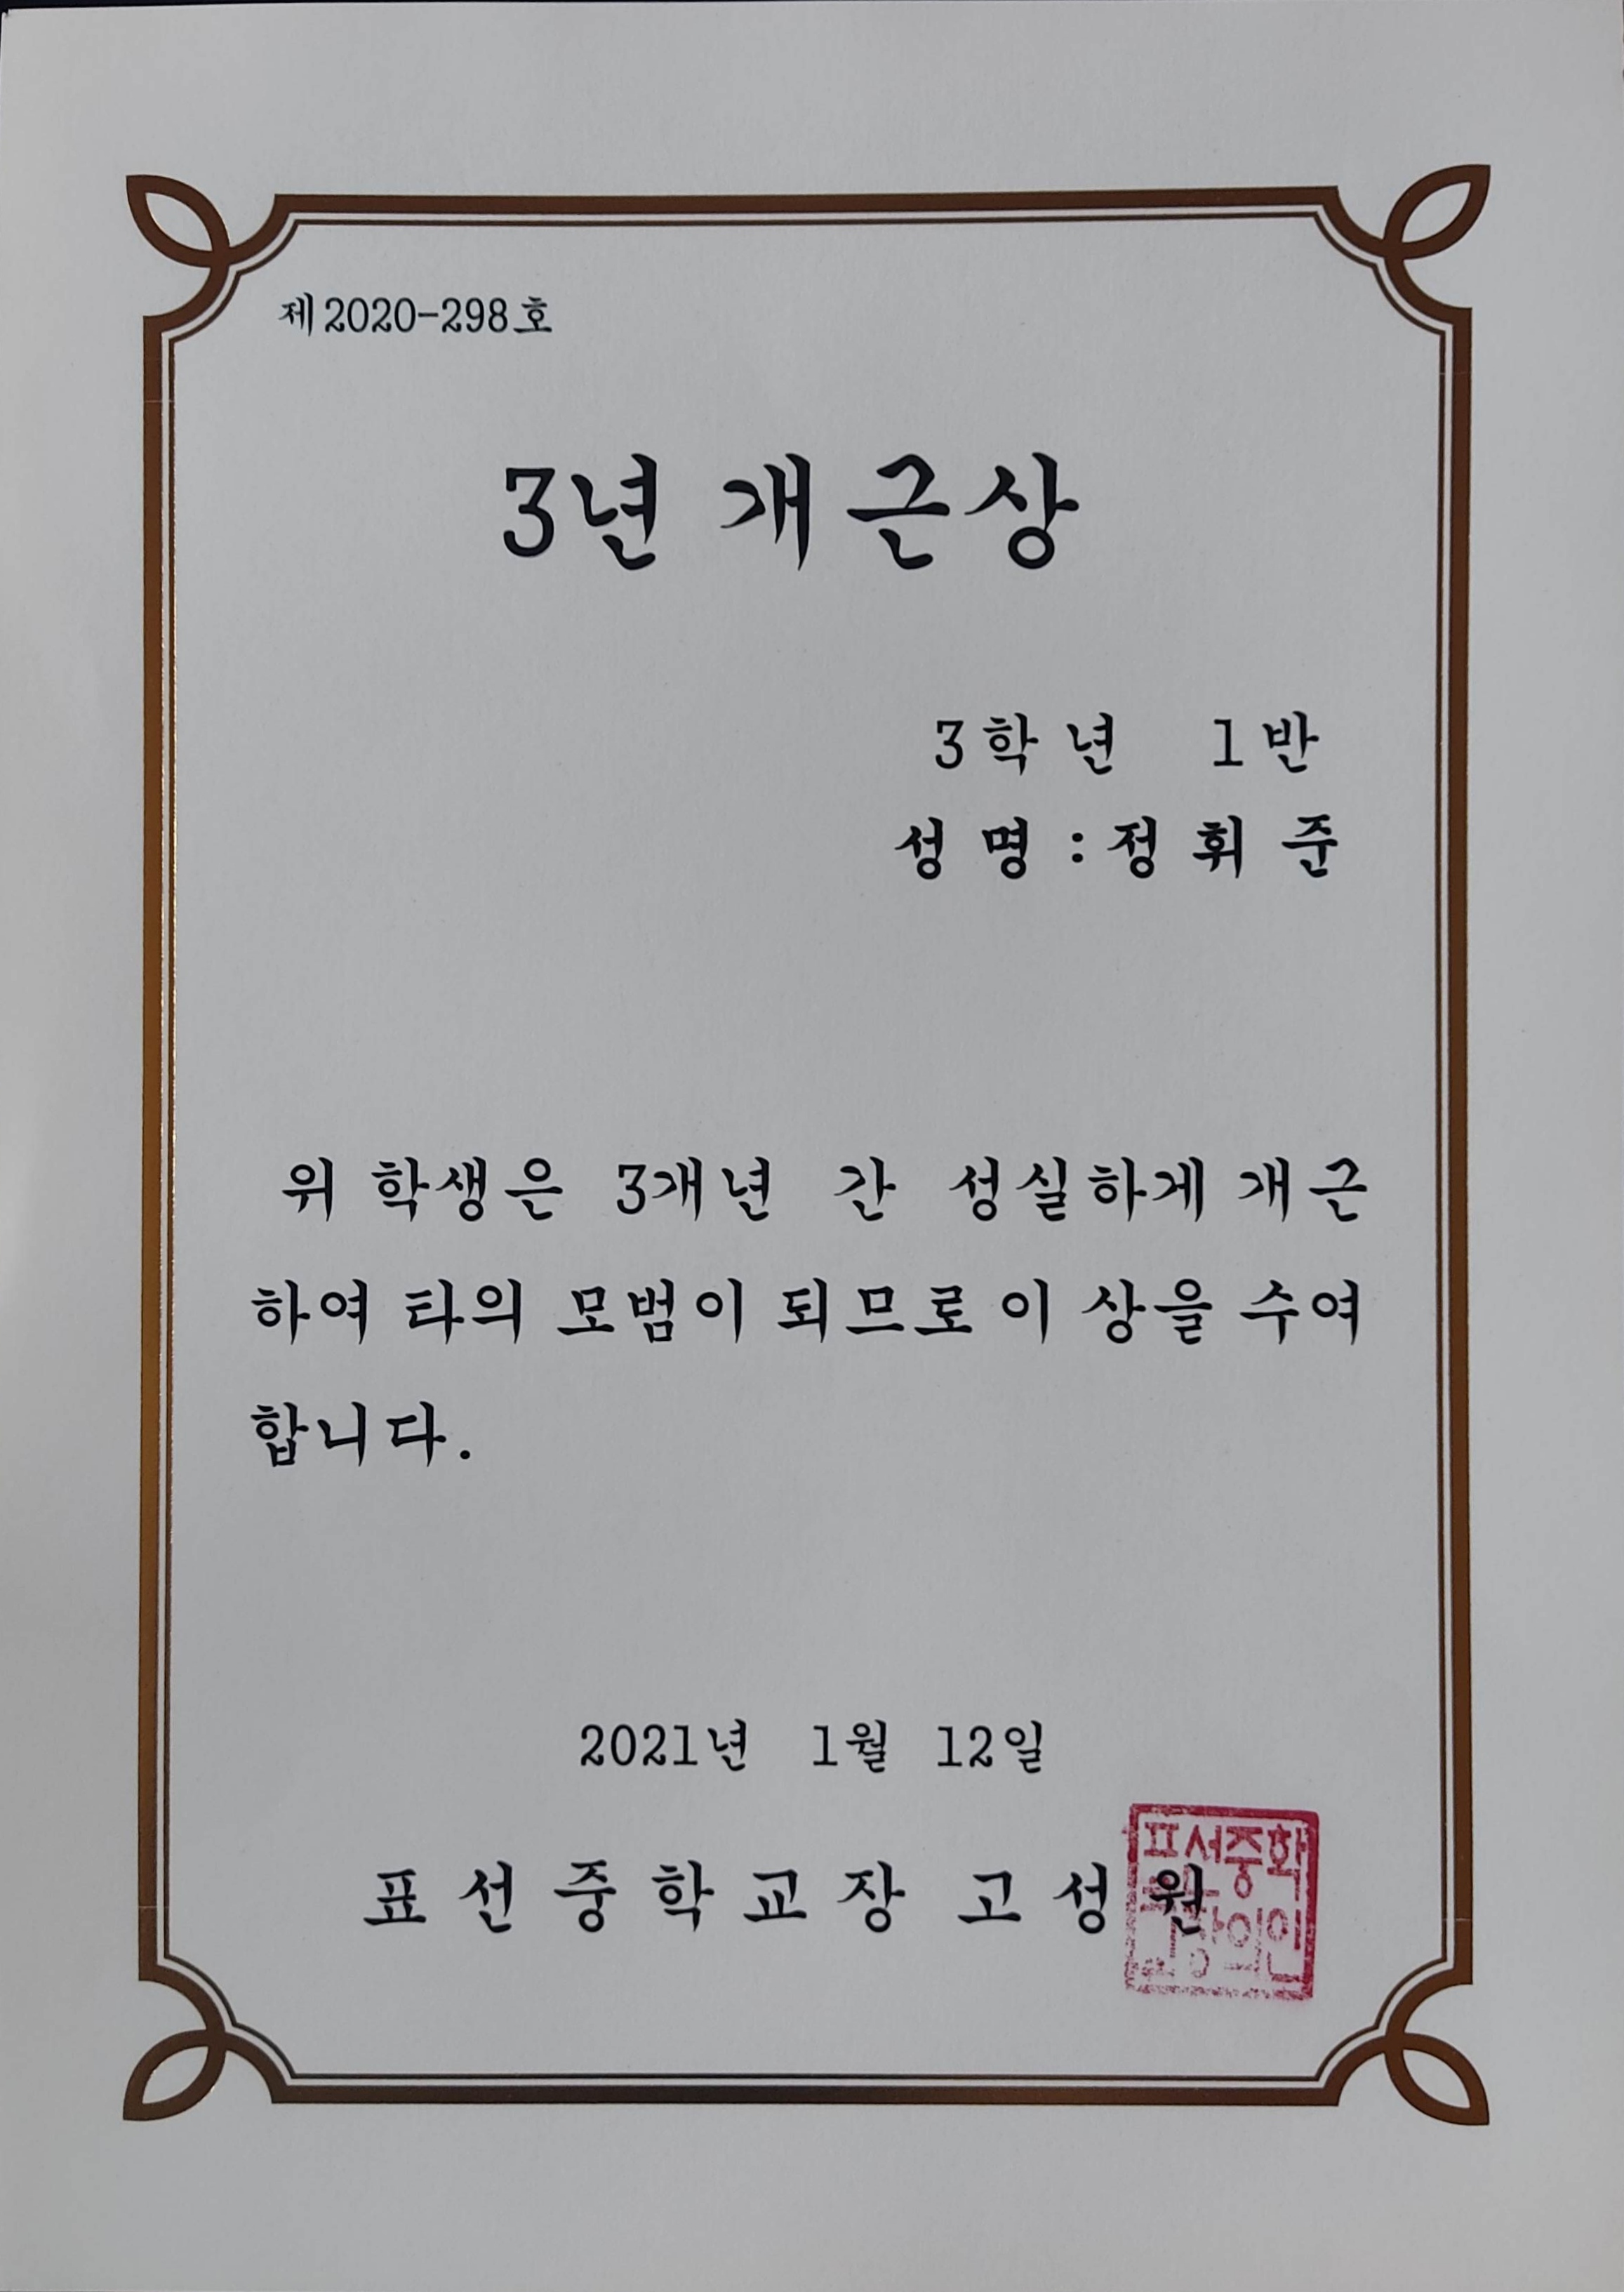 제2020-298호
3년 개근상
3학년 1반
성명:정휘준
위 학생은 3개년 간 성실하게 개근
하여 타의 모범이 되므로 이 상을 수여
합니다.
2021년 1월 12일
표선중학교장 고성원